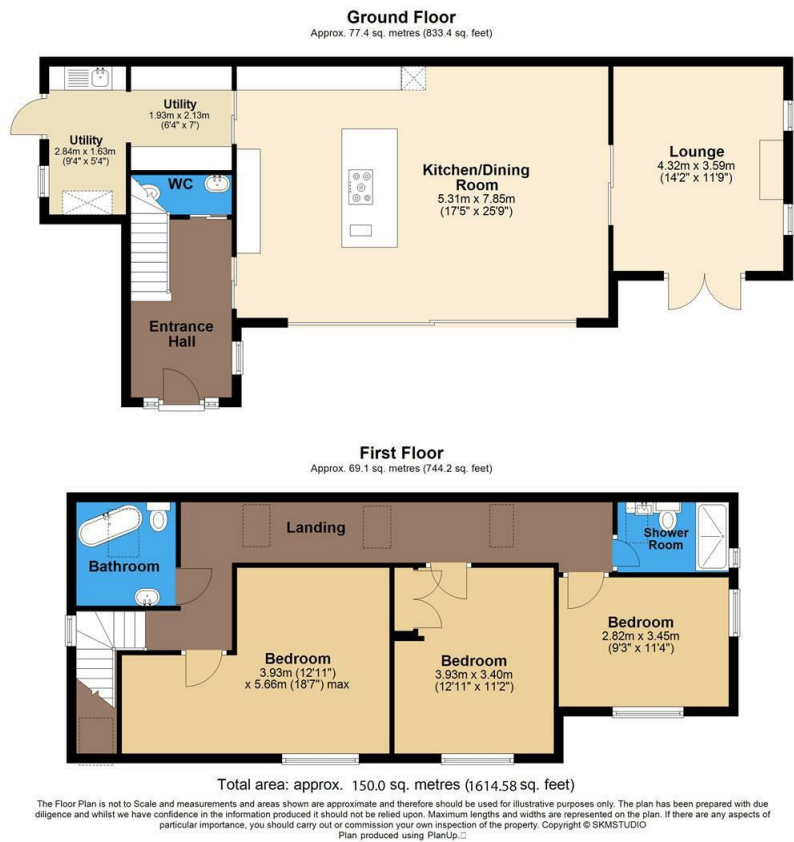 Ground Floor
Approx. 77.4 sq. metres (833.4 sq. feet)
Utility
1.93m x 2.13m
(6'4" x 7')
Utility
2.84m x 1.63m
(9'4" x 5'4")
WC
Kitchen/Dining
Room
5.31m x 7.85m
(17'5" x 25'9")
Lounge
4.32m x 3.59m
(14'2" x 11'9")
Entrance
Hall
First Floor
Approx. 69.1 sq. metres (744.2 sq. feet)
Landing
Shower
Room
Bathroom
Bedroom
2.82m x 3.45m
(9'3" x 11'4")
Bedroom
3.93m (12'11")
x 5.66m (18'7") max
Bedroom
3.93m x 3.40m
(12'11" x 11'2")
Total area: approx. 150.0 sq. metres (1614.58 sq. feet)
The Floor Plan is not to Scale and measurements and areas shown are approximate and therefore should be used for illustrative purposes only. The plan has been prepared with due
diligence and whilst we have confidence in the information produced it should not be relied upon. Maximum lengths and widths are represented on the plan. If there are any aspects of
particular importance, you should carry out or commission your own inspection of the property. Copyright © SKMSTUDIO
Plan produced using PlanUp.